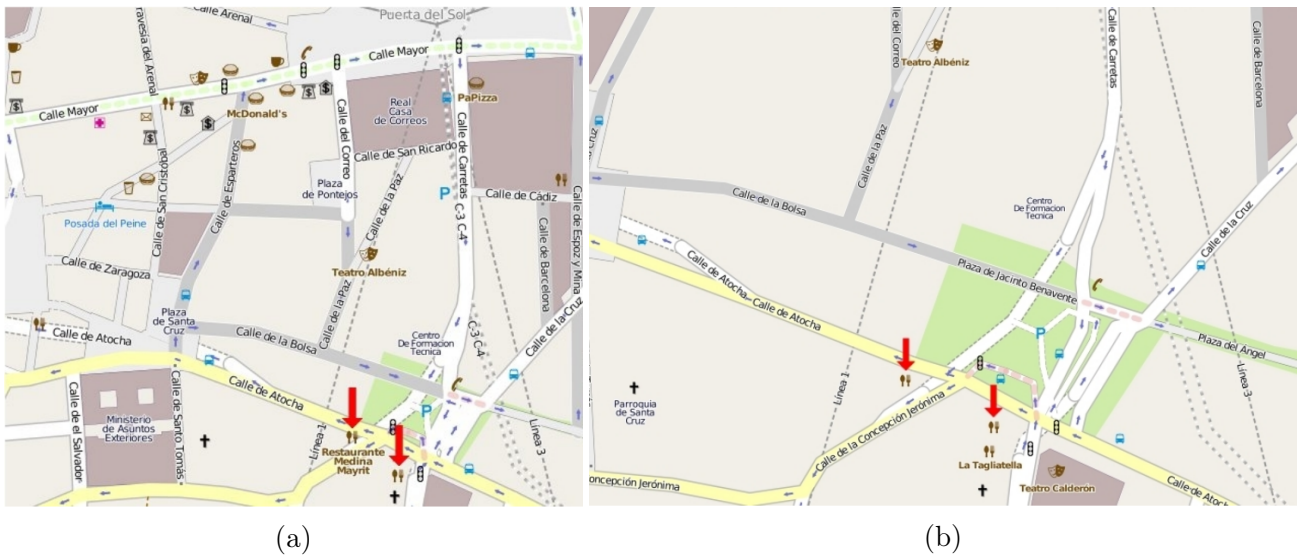 Puerta del Sol
Calle Arenal
Travesia del Arenal
Calle Mayor
PaPizza
Calle Mayor
McDonald's
Real
Casa
de Correos
Calle del Correo
Calle de San Ricardo
Calle de Carretas
Calle de Cádiz
Calle de San Cristóbal
Calle de Esparteros
Plaza
de Pontejos
Calle de la Paz
C-3 C-4
Posada del Peine
Calle de Espoz y Mina
Calle de Barcelona
Teatro Albéniz
Calle de Zaragoza
Calle de la Paz
Plaza
de Santa
Cruz
Calle de Atocha
Calle de la Bolsa
Centro
De Formacion
Tecnica
C-3 C-4
Calle de la Cruz
P
P
Calle de Atocha
Ministerio
de Asuntos
Exteriores
Calle de el Salvador
Calle de Santo Tomás
Línea 1
Línea 3
Restaurante
Medina
Mayrit
(a)
Calle del Correo
Teatro Albéniz
Calle de Carretas
Calle de Barcelona
Calle de la Paz
Calle de la Bolsa
Centro
De Formacion
Tecnica
Calle de la Cruz
Plaza de Jacinto Benavente
Calle de Atocha
Calle de Atocha
P
Plaza del Ángel
Línea 1
Línea 3
Parroquia
de Santa
Cruz
Calle de la Concepción Jerónima
La Tagliatella
Teatro Calderón
Calle de Atocha
oncepción Jerónima
(b)